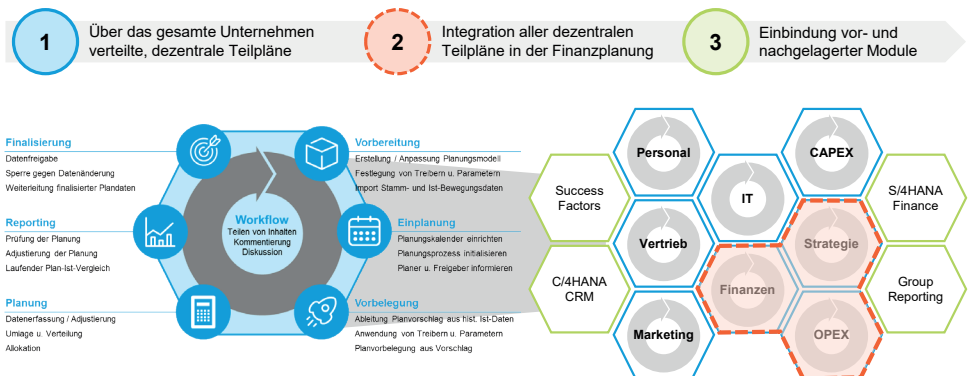 1
Über das gesamte Unternehmen
verteilte, dezentrale Teilpläne
2
Integration aller dezentralen
Teilpläne in der Finanzplanung
3
Einbindung vor- und
nachgelagerter Module
Finalisierung
Datenfreigabe
Sperre gegen Datenänderung
Weiterleitung finalisierter Plandaten
Reporting
Prüfung der Planung
Adjustierung der Planung
Laufender Plan-Ist-Vergleich
Planung
Datenerfassung / Adjustierung
Umlage u. Verteilung
Allokation
Workflow
Teilen von Inhalten
Kommentierung
Diskussion
Vorbereitung
Erstellung / Anpassung Planungsmodell
Festlegung von Treibern u. Parametern
Import Stamm- und Ist-Bewegungsdaten
Einplanung
Planungskalender einrichten
Planungsprozess initialisieren
Planer u. Freigeber informieren
Vorbelegung
Ableitung Planvorschlag aus hist. Ist-Daten
Anwendung von Treibern u. Parametern
Planvorbelegung aus Vorschlag
Success
Factors
C/4HANA
CRM
Personal
Vertrieb
Marketing
IT
Finanzen
CAPEX
Strategie
OPEX
S/4HANA
Finance
Group
Reporting